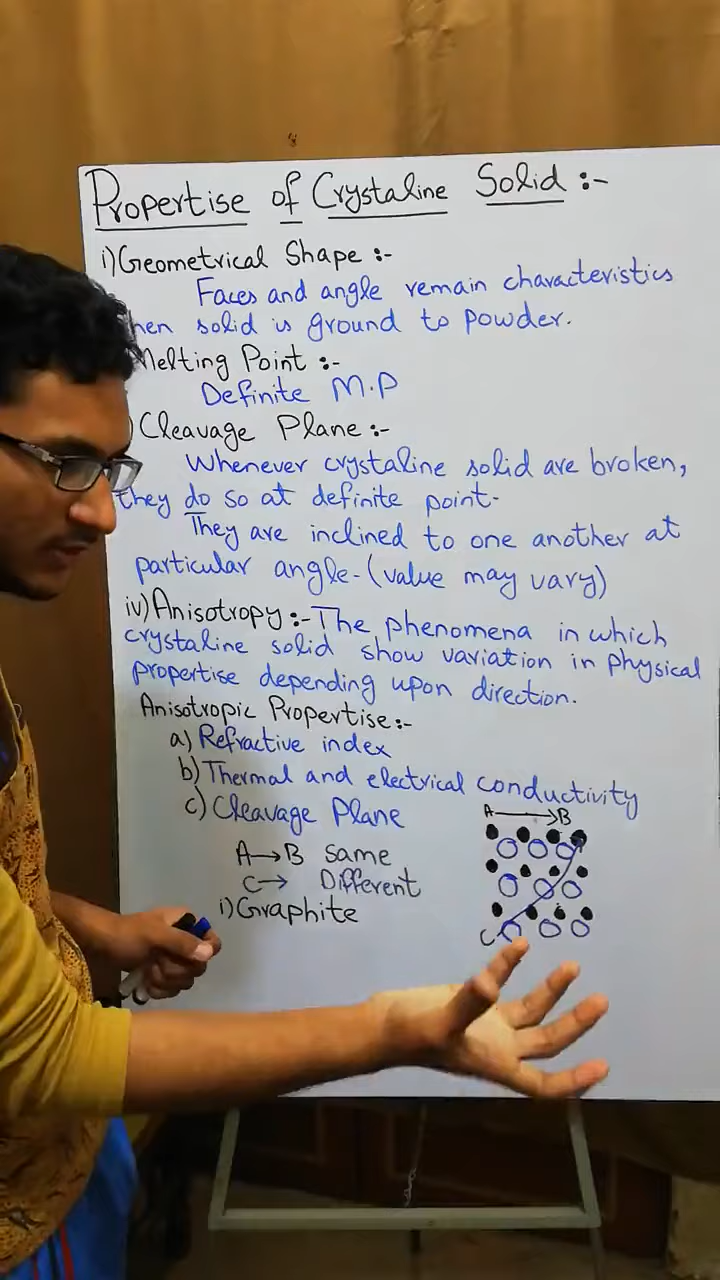 Propertise of Crystaline Solid :-
i) Geometrical Shape :-
Faces and angle remain characteristics
hen solid is ground to powder.
Melting Point :-
Definite M.P
) Cleavage Plane :-
Whenever crystaline solid are broken,
they do so at definite point-
They are inclined to one another at
particular angle-(value may vary)
iv) Anisotropy :- The phenomena in which
crystaline solid show variation in physical
propertise depending upon direction.
Anisotropic Propertise :-
a) Refractive index
b) Thermal and electrical conductivity
c) Cleavage Plane
A → B
A → B Same
C → Different
i) Graphite
C